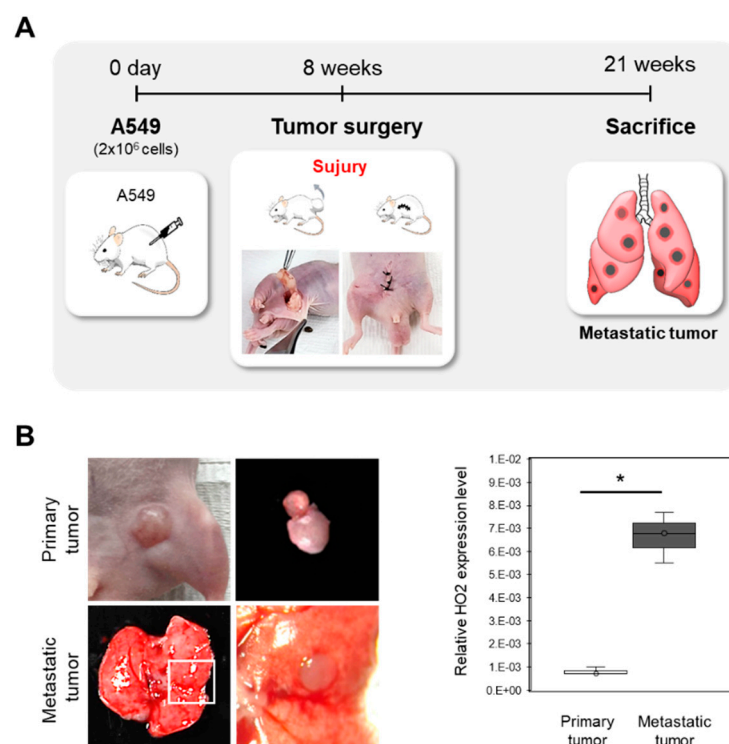 A
0 day
8 weeks
21 weeks
A549
(2x10⁶ cells)
Tumor surgery
Sacrifice
A549
Sujury
Metastatic tumor
B
Primary
tumor
Metastatic
tumor
Relative HO2 expression level
1.E-02
9.E-03
8.E-03
7.E-03
6.E-03
5.E-03
4.E-03
3.E-03
2.E-03
1.E-03
0.E+00
*
Primary
tumor
Metastatic
tumor